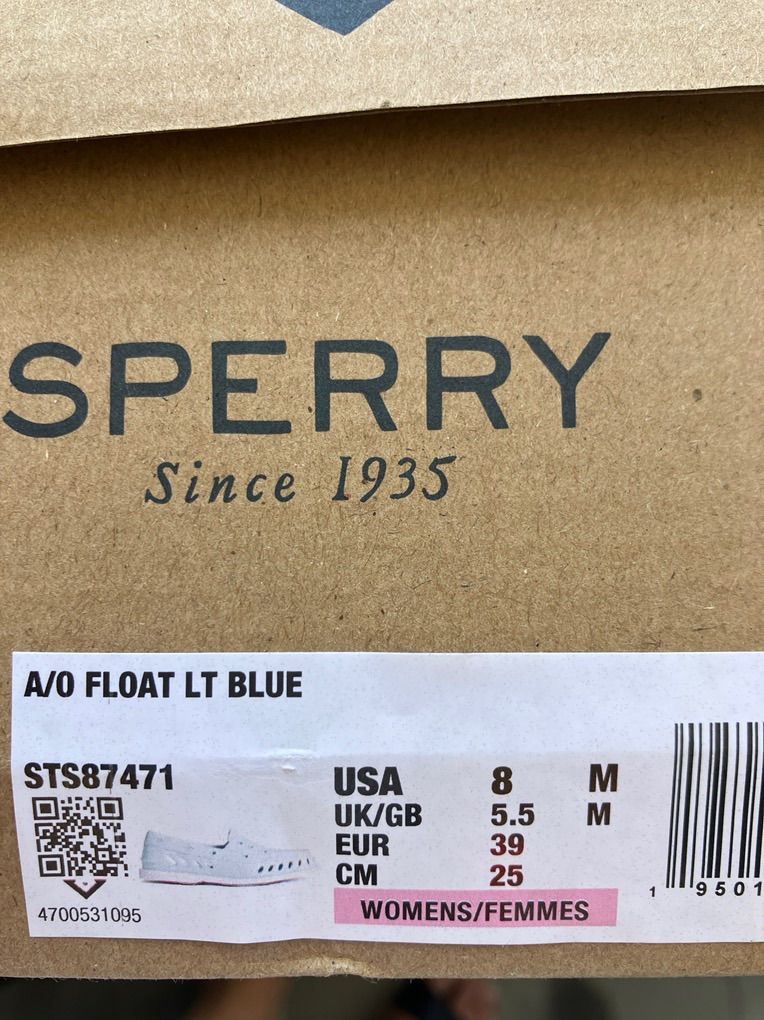 SPERRY
Since 1935
A/O FLOAT LT BLUE
STS87471
USA 8 M
UK/GB 5.5 M
EUR 39
CM 25
WOMENS/FEMMES
4700531095
1 9501